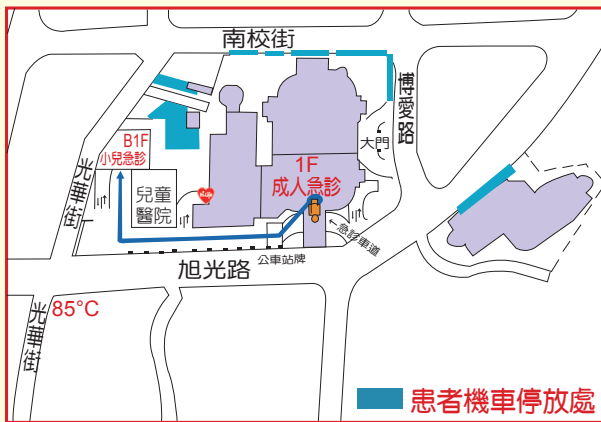 南校街
博愛路
B1F
小兒急診
大門
1F
成人急診
光華街
兒童
醫院
←急診車道
公車站牌
旭光路
光華街
85°C
患者機車停放處